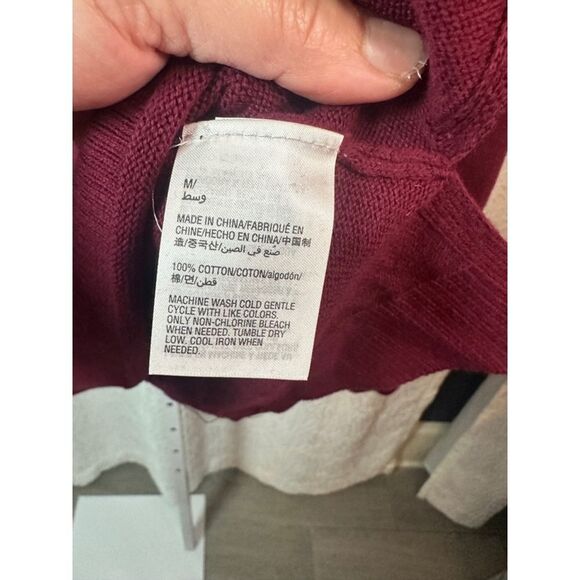 M/
وسط
MADE IN CHINA/FABRIQUÉ EN
CHINE/HECHO EN CHINA/中国制
造/중국산/صنع في الصين
100% COTTON/COTON/algodón/
棉/면/قطن
MACHINE WASH COLD GENTLE
CYCLE WITH LIKE COLORS.
ONLY NON-CHLORINE BLEACH
WHEN NEEDED. TUMBLE DRY
LOW. COOL IRON WHEN
NEEDED.